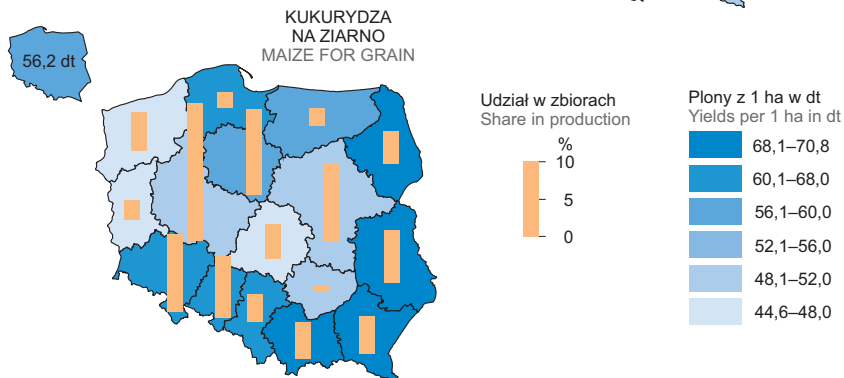 KUKURYDZA
NA ZIARNO
MAIZE FOR GRAIN
56,2 dt
Udział w zbiorach
Share in production
%
10
5
0
Plony z 1 ha w dt
Yields per 1 ha in dt
68,1–70,8
60,1–68,0
56,1–60,0
52,1–56,0
48,1–52,0
44,6–48,0